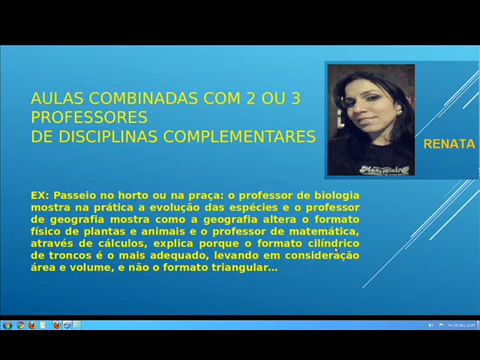 AULAS COMBINADAS COM 2 OU 3
PROFESSORES
DE DISCIPLINAS COMPLEMENTARES
RENATA
EX: Passeio no horto ou na praça: o professor de biologia
mostra na prática a evolução das espécies e o professor
de geografia mostra como a geografia altera o formato
físico de plantas e animais e o professor de matemática,
através de cálculos, explica porque o formato cilíndrico
de troncos é o mais adequado, levando em consideração
área e volume, e não o formato triangular...